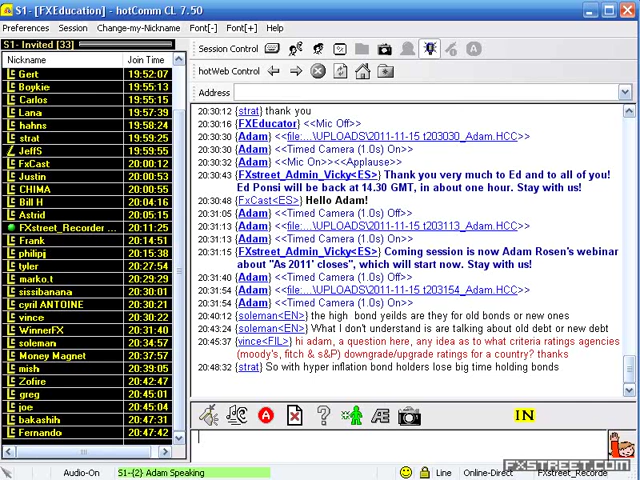 S1- [FXEducation] - hotComm CL 7.50
Preferences Session Change-my-Nickname Font[-] Font[+] Help
S1- Invited [33]
Nickname Join Time
Gert 19:52:07
Boykie 19:55:13
Carlos 19:55:15
Lana 19:57:39
hahns 19:58:24
strat 19:59:25
JeffS 19:59:55
FxCast 20:00:12
Justin 20:00:53
CHIMA 20:00:55
Bill H 20:04:16
Astrid 20:05:15
FXstreet_Recorder ... 20:11:25
Frank 20:14:51
philipj 20:15:38
tyler 20:27:54
marko.t 20:29:29
sissibanana 20:30:01
cyril ANTOINE 20:30:21
vince 20:30:22
WinnerFX 20:31:40
soleman 20:34:57
Money Magnet 20:37:57
mish 20:39:05
Zofire 20:42:47
greg 20:45:01
joe 20:45:04
bakashih 20:47:31
Fernando 20:47:42
Session Control
hotWeb Control
Address
20:30:12 {strat} thank you
20:30:16 {FXEducator} <<Mic Off>>
20:30:30 {Adam} <<file:...\UPLOADS\2011-11-15 t203030_Adam.HCC>>
20:30:32 {Adam} <<Timed Camera (1.0s) On>>
20:30:32 {Adam} <<Mic On>><<Applause>>
20:30:43 {FXstreet_Admin_Vicky<ES>} Thank you very much to Ed and to all of you!
Ed Ponsi will be back at 14.30 GMT, in about one hour. Stay with us!
20:30:48 {FxCast<ES>} Hello Adam!
20:31:05 {Adam} <<Timed Camera (1.0s) Off>>
20:31:13 {Adam} <<file:...\UPLOADS\2011-11-15 t203113_Adam.HCC>>
20:31:13 {Adam} <<Timed Camera (1.0s) On>>
20:31:15 {FXstreet_Admin_Vicky<ES>} Coming session is now Adam Rosen's webinar
about "As 2011' closes", which will start now. Stay with us!
20:31:40 {Adam} <<Timed Camera (1.0s) Off>>
20:31:54 {Adam} <<file:...\UPLOADS\2011-11-15 t203154_Adam.HCC>>
20:31:54 {Adam} <<Timed Camera (1.0s) On>>
20:40:12 {soleman<EN>} the high bond yeilds are they for old bonds or new ones
20:43:24 {soleman<EN>} What I don't understand is are talking about old debt or new debt
20:45:37 {vince<FIL>} hi adam, a question here, any idea as to what criteria ratings agencies
(moody's, fitch & s&P) downgrade/upgrade ratings for a country? thanks
20:48:32 {strat} So with hyper inflation bond holders lose big time holding bonds
IN
Audio-On S1-{2} Adam Speaking Line Online-Direct FXstreet_Recorde
FXSTREET.COM